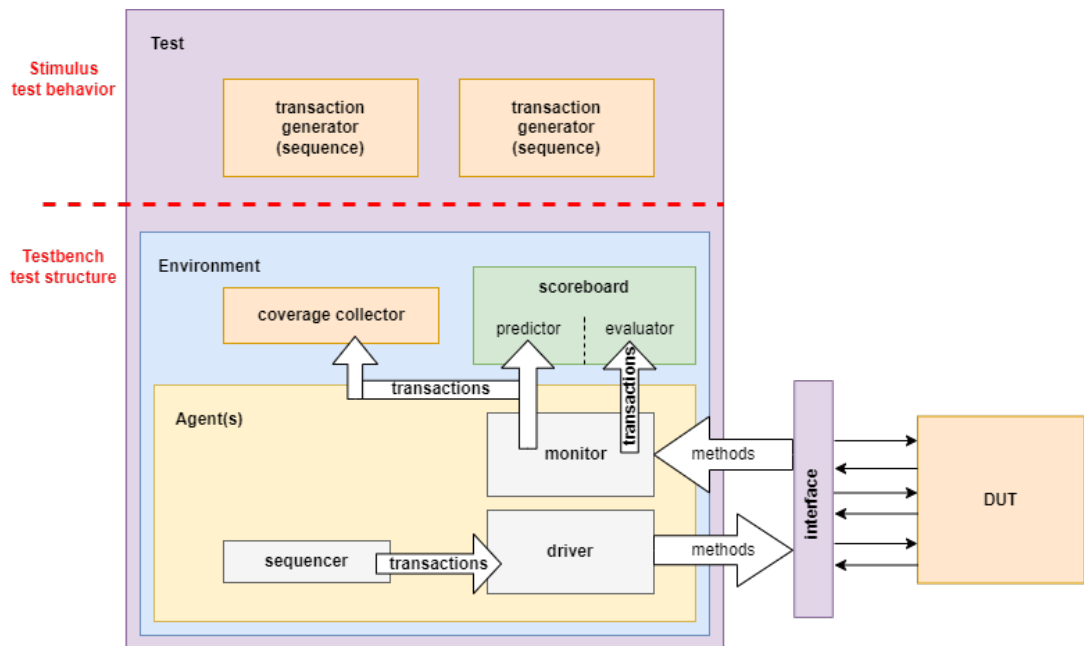 Test
Stimulus
test behavior
transaction
generator
(sequence)
transaction
generator
(sequence)
Testbench
test structure
Environment
scoreboard
coverage collector
predictor
evaluator
transactions
transactions
Agent(s)
monitor
methods
interface
DUT
sequencer
transactions
driver
methods